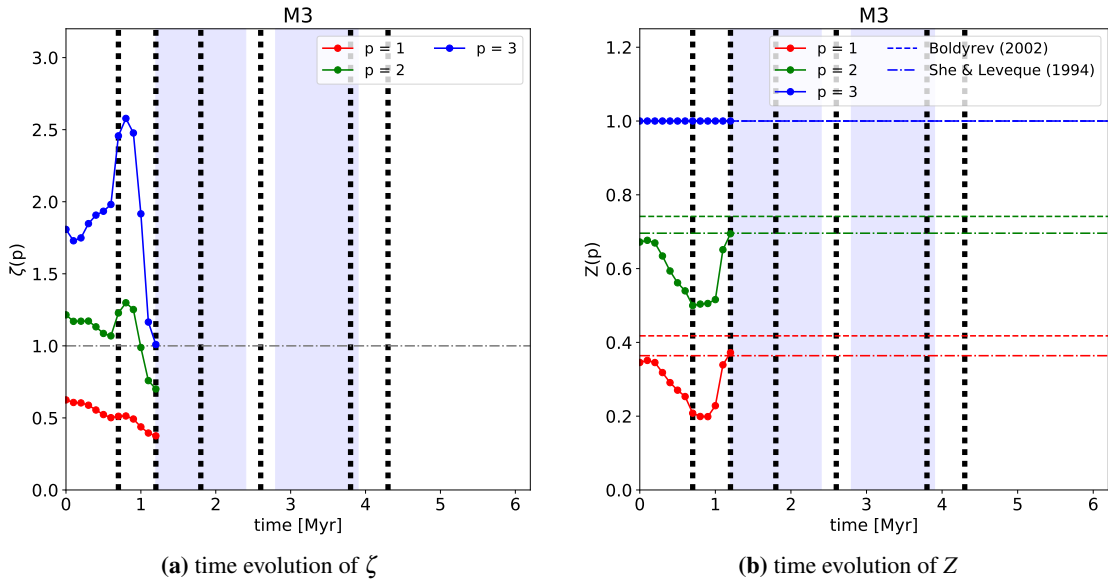 M3
3.0
2.5
2.0
1.5
1.0
0.5
0.0
ζ(p)
p = 1
p = 2
p = 3
0 1 2 3 4 5 6
time [Myr]
(a) time evolution of ζ
M3
1.2
1.0
0.8
0.6
0.4
0.2
0.0
Z(p)
p = 1
p = 2
p = 3
Boldyrev (2002)
She & Leveque (1994)
0 1 2 3 4 5 6
time [Myr]
(b) time evolution of Z